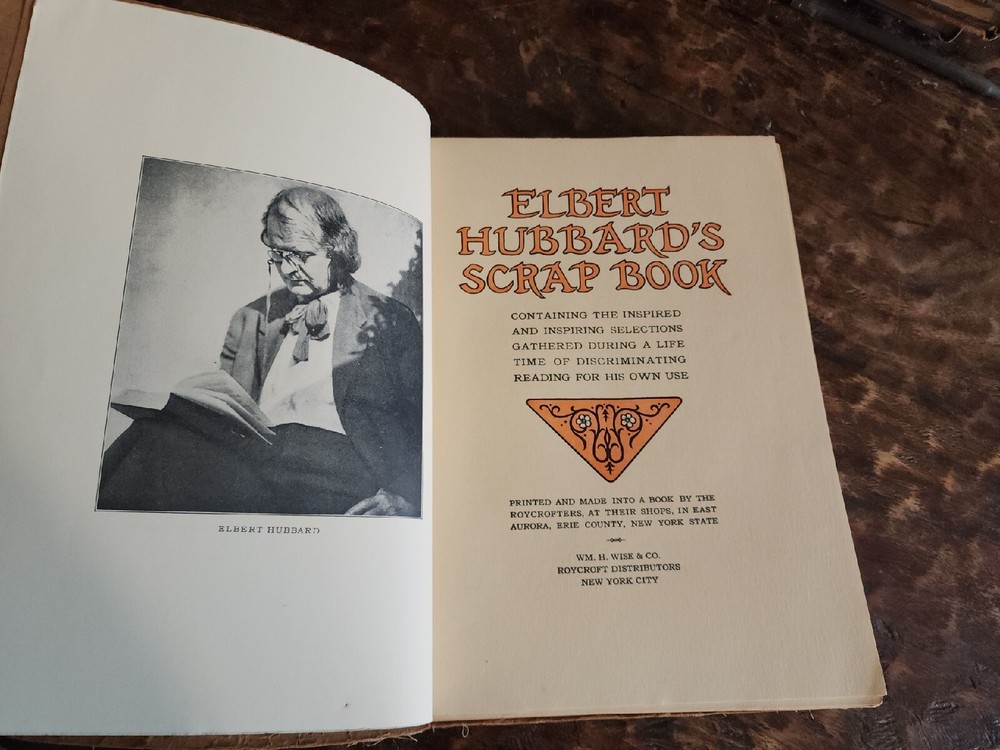 ELBERT HUBBARD
ELBERT
HUBBARD'S
SCRAP BOOK
CONTAINING THE INSPIRED
AND INSPIRING SELECTIONS
GATHERED DURING A LIFE
TIME OF DISCRIMINATING
READING FOR HIS OWN USE
PRINTED AND MADE INTO A BOOK BY THE
ROYCROFTERS, AT THEIR SHOPS, IN EAST
AURORA, ERIE COUNTY, NEW YORK STATE
WM. H. WISE & CO.
ROYCROFT DISTRIBUTORS
NEW YORK CITY